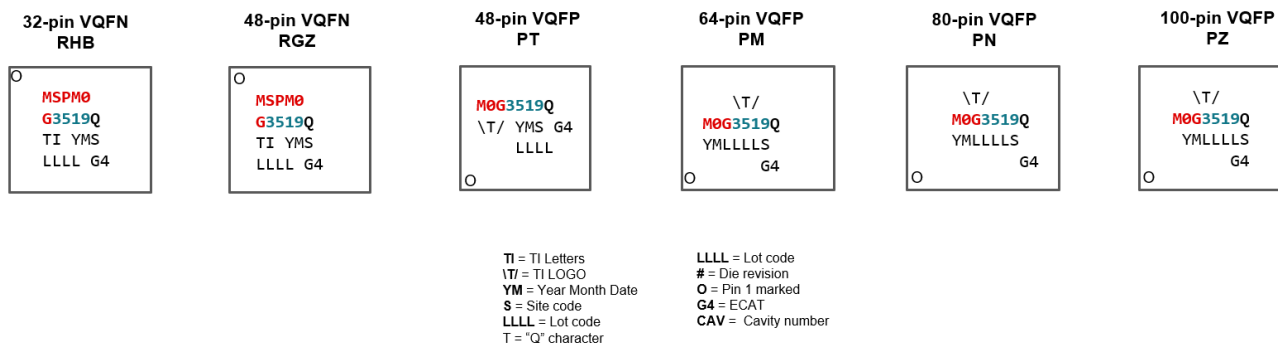 32-pin VQFN
RHB
O
MSPM0
G3519Q
TI YMS
LLLL G4
48-pin VQFN
RGZ
O
MSPM0
G3519Q
TI YMS
LLLL G4
48-pin VQFP
PT
M0G3519Q
\T/ YMS G4
LLLL
O
64-pin VQFP
PM
\T/
M0G3519Q
YMLLLLS
G4
O
80-pin VQFP
PN
\T/
M0G3519Q
YMLLLLS
G4
O
100-pin VQFP
PZ
\T/
M0G3519Q
YMLLLLS
G4
O
TI = TI Letters
\T/ = TI LOGO
YM = Year Month Date
S = Site code
LLLL = Lot code
T = “Q” character
LLLL = Lot code
# = Die revision
O = Pin 1 marked
G4 = ECAT
CAV = Cavity number